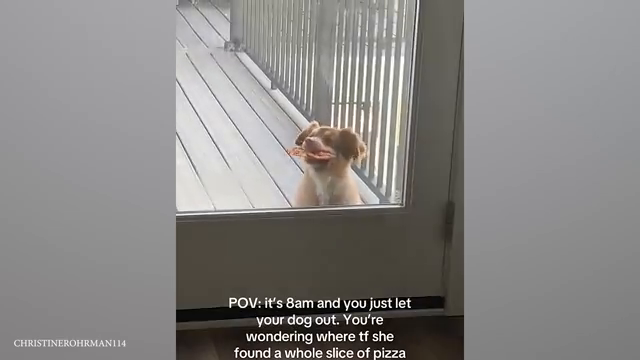 POV: it's 8am and you just let
your dog out. You're
wondering where tf she
found a whole slice of pizza
CHRISTINEROHRMAN114